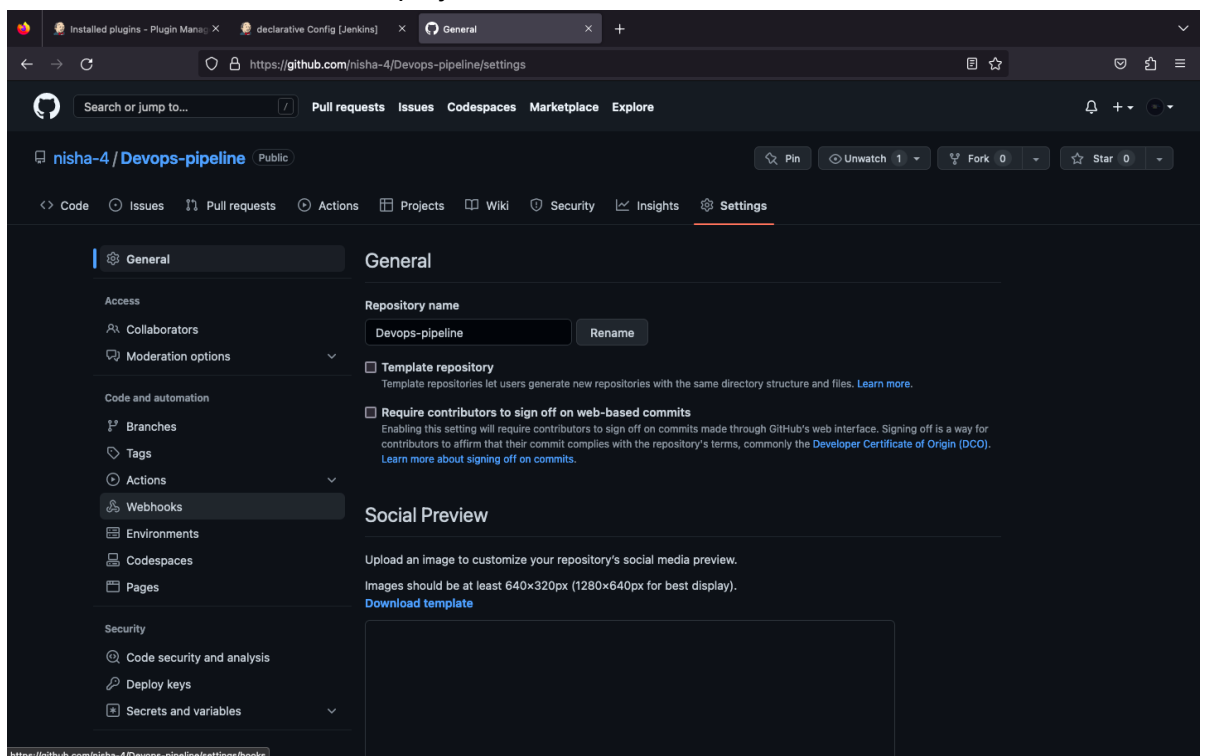 Installed plugins - Plugin Manag
declarative Config [Jenkins]
General
https://github.com/nisha-4/Devops-pipeline/settings
Search or jump to...
/
Pull requests Issues Codespaces Marketplace Explore
nisha-4 / Devops-pipeline Public
Pin
Unwatch 1
Fork 0
Star 0
<> Code Issues Pull requests Actions Projects Wiki Security Insights Settings
General
Access
Collaborators
Moderation options
Code and automation
Branches
Tags
Actions
Webhooks
Environments
Codespaces
Pages
Security
Code security and analysis
Deploy keys
Secrets and variables
General
Repository name
Devops-pipeline
Rename
Template repository
Template repositories let users generate new repositories with the same directory structure and files. Learn more.
Require contributors to sign off on web-based commits
Enabling this setting will require contributors to sign off on commits made through GitHub's web interface. Signing off is a way for
contributors to affirm that their commit complies with the repository's terms, commonly the Developer Certificate of Origin (DCO).
Learn more about signing off on commits.
Social Preview
Upload an image to customize your repository's social media preview.
Images should be at least 640×320px (1280×640px for best display).
Download template
https://github.com/nisha-4/Devops-pipeline/settings/hooks